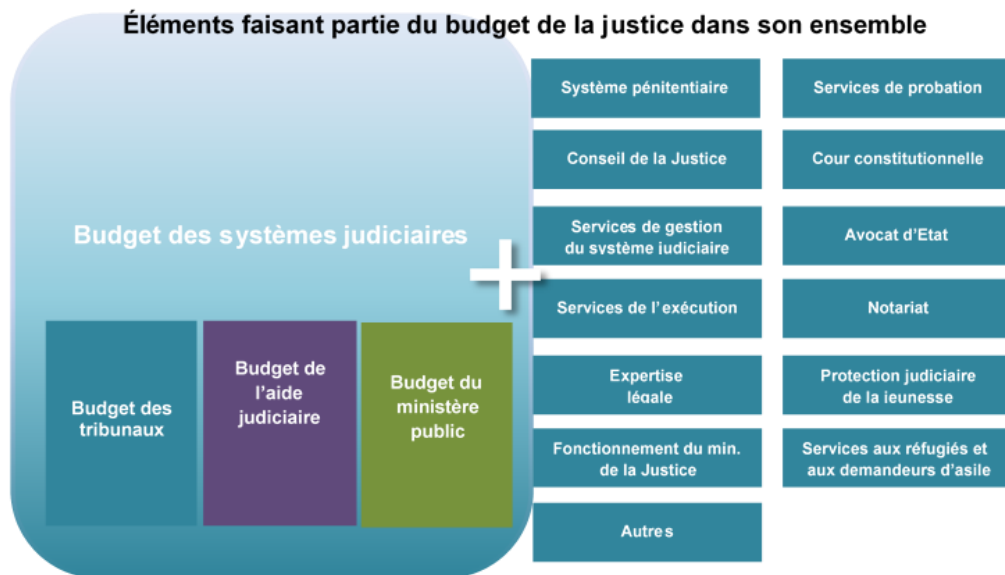 Éléments faisant partie du budget de la justice dans son ensemble
Budget des systèmes judiciaires
Budget des
tribunaux
Budget de
l'aide
judiciaire
Budget du
ministère
public
+
Système pénitentiaire
Services de probation
Conseil de la Justice
Cour constitutionnelle
Services de gestion
du système judiciaire
Avocat d'Etat
Services de l'exécution
Notariat
Expertise
légale
Protection judiciaire
de la jeunesse
Fonctionnement du min.
de la Justice
Services aux réfugiés et
aux demandeurs d'asile
Autres